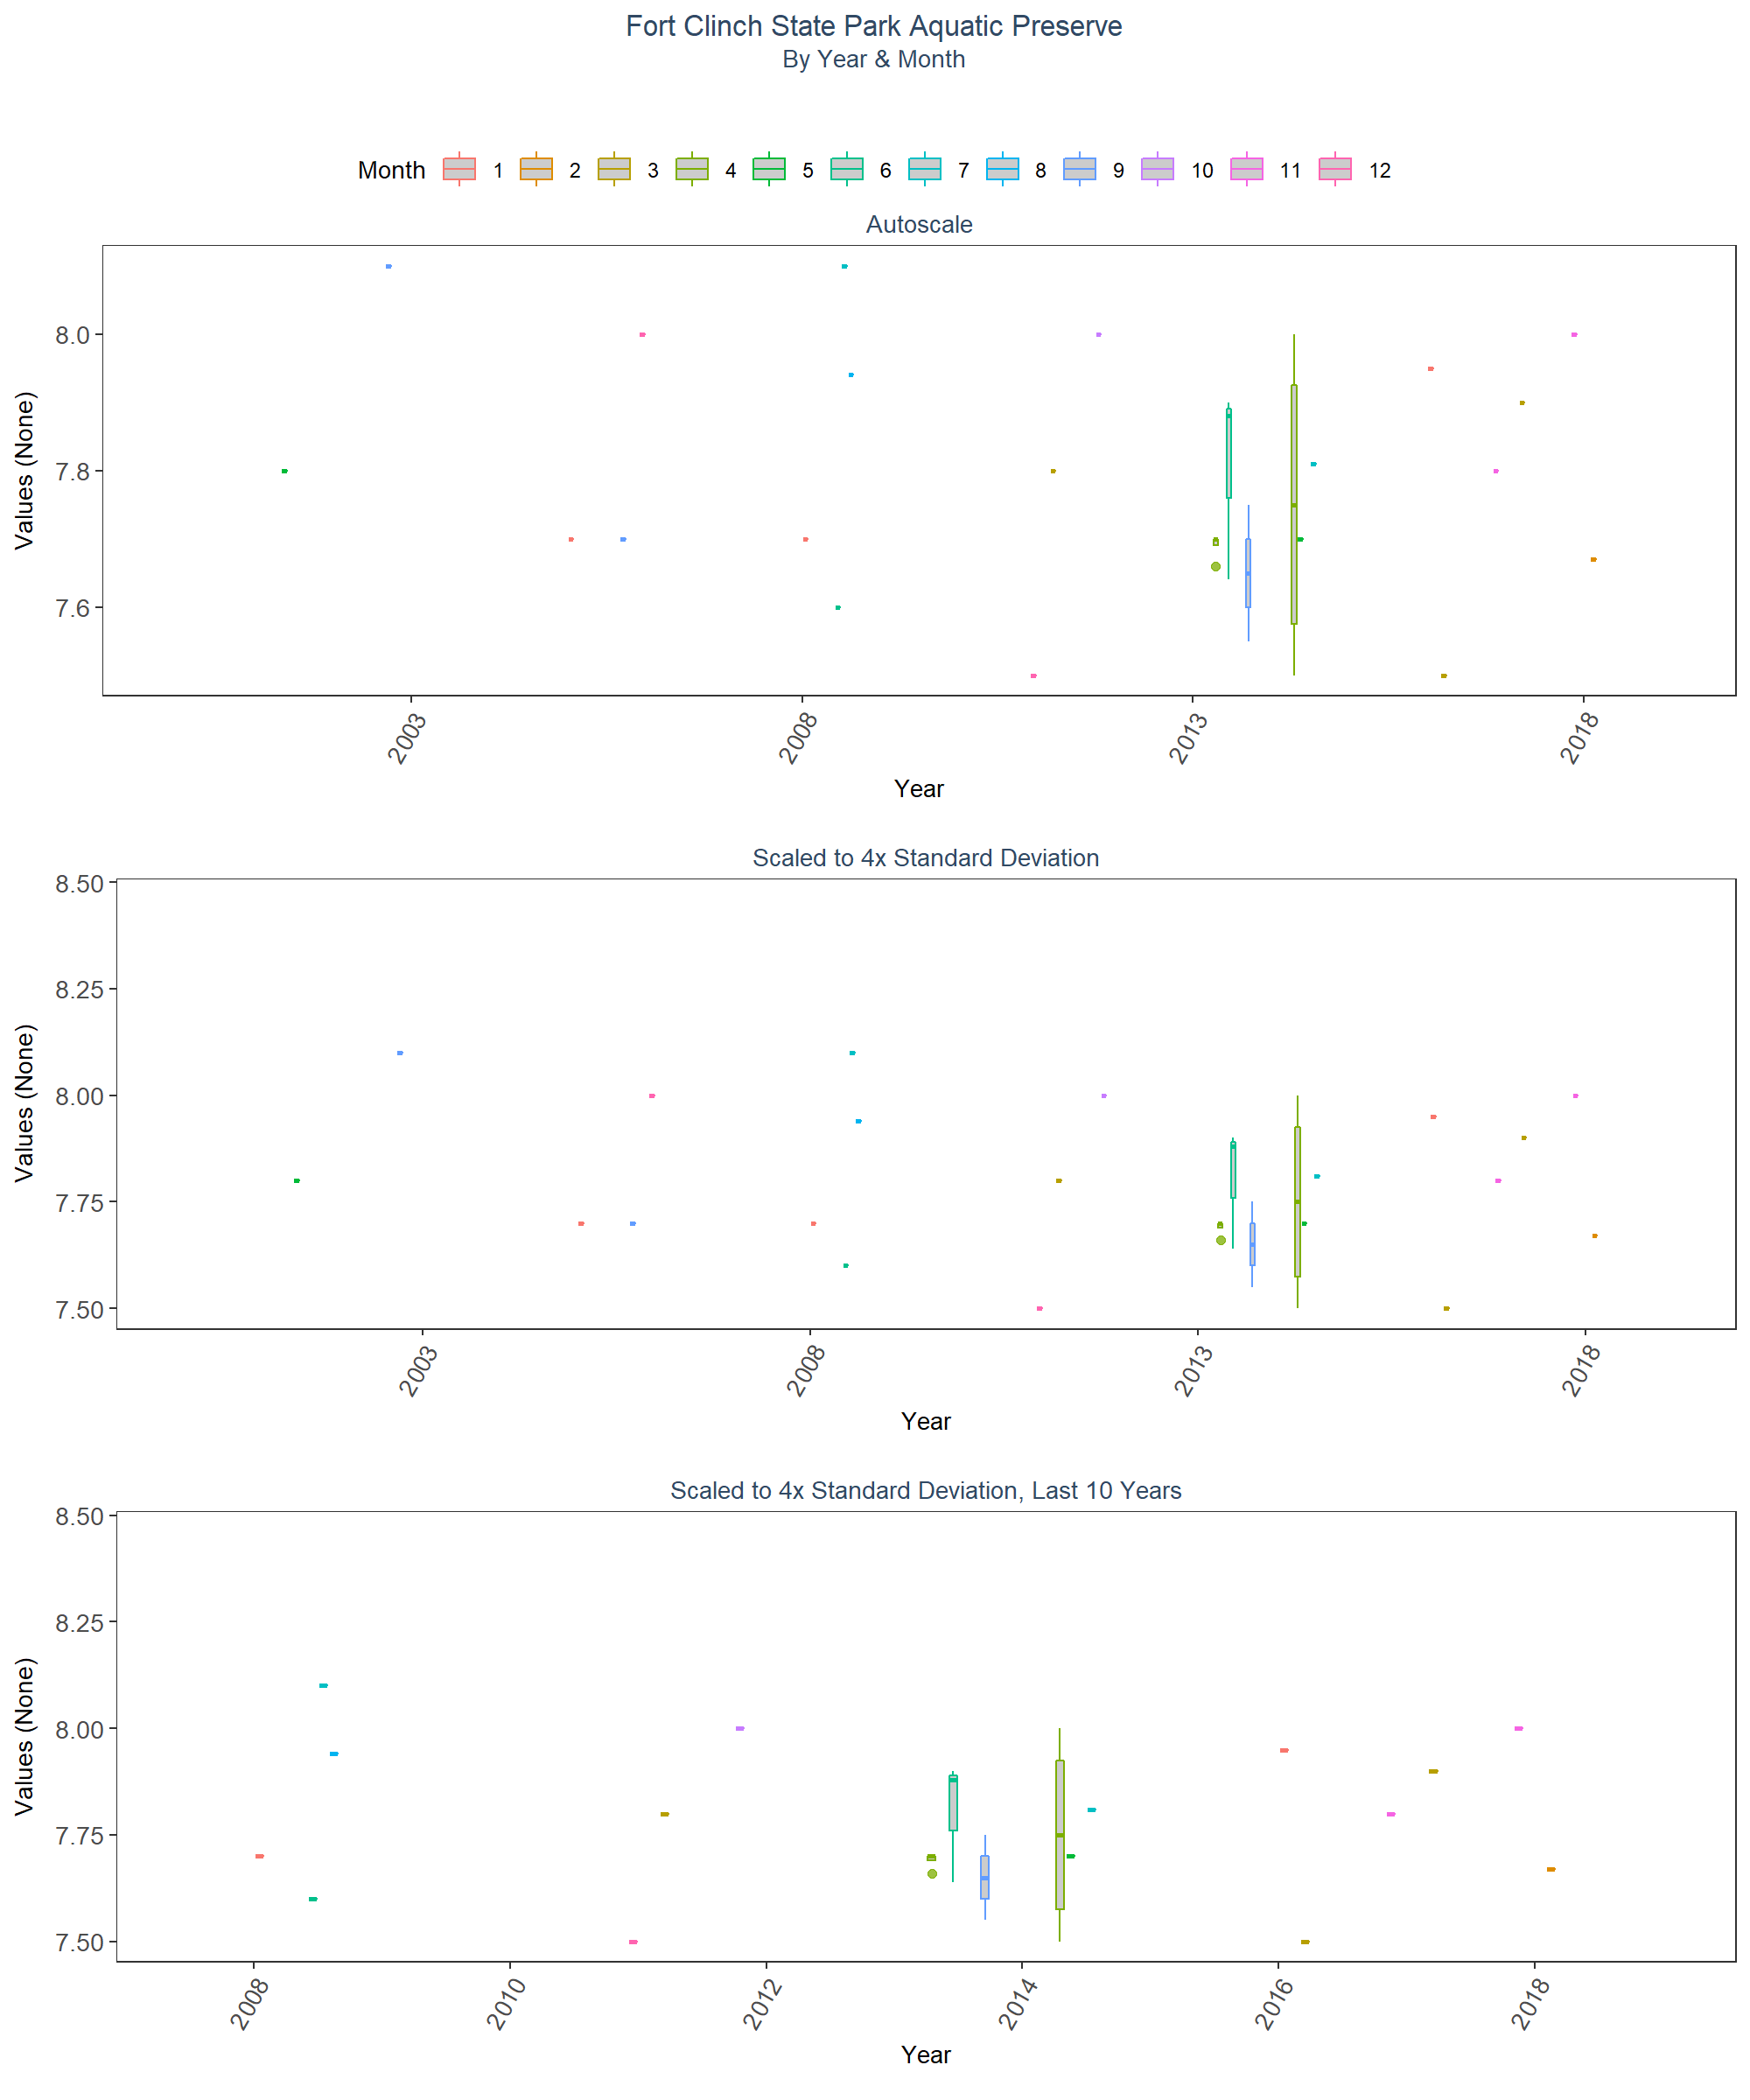 Fort Clinch State Park Aquatic Preserve
By Year & Month
Month 1 2 3 4 5 6 7 8 9 10 11 12
Autoscale
Values (None)
8.0
7.8
7.6
2003 2008 2013 2018
Year
Scaled to 4x Standard Deviation
Values (None)
8.50
8.25
8.00
7.75
7.50
2003 2008 2013 2018
Year
Scaled to 4x Standard Deviation, Last 10 Years
Values (None)
8.50
8.25
8.00
7.75
7.50
2008 2010 2012 2014 2016 2018
Year